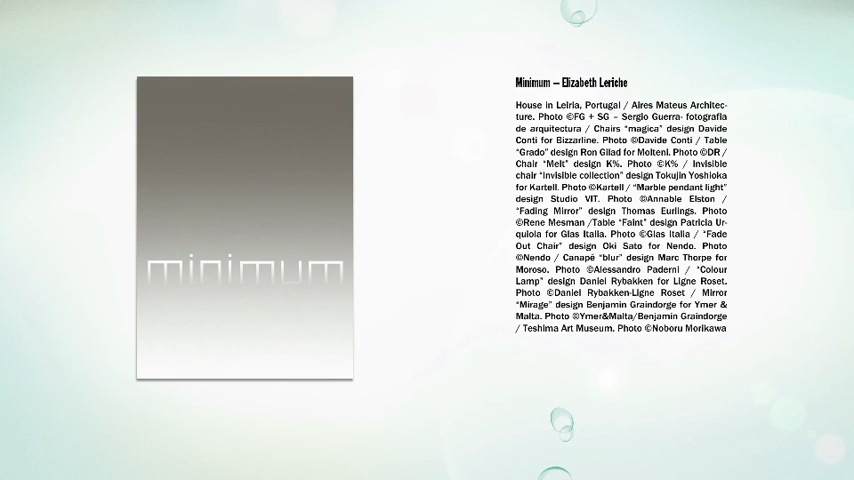 minimum
Minimum – Elizabeth Leriche
House in Leiria, Portugal / Aires Mateus Architec-
ture. Photo ©FG + SG – Sergio Guerra- fotografia
de arquitectura / Chairs "magica" design Davide
Conti for Bizzarline. Photo ©Davide Conti / Table
"Grado" design Ron Gilad for Molteni. Photo ©DR /
Chair "Melt" design K%. Photo ©K% / Invisible
chair "Invisible collection" design Tokujin Yoshioka
for Kartell. Photo ©Kartell / "Marble pendant light"
design Studio VIT. Photo ©Annable Elston /
"Fading Mirror" design Thomas Eurlings. Photo
©Rene Mesman /Table "Faint" design Patricia Ur-
quiola for Glas Italia. Photo ©Glas Italia / "Fade
Out Chair" design Oki Sato for Nendo. Photo
©Nendo / Canapé "blur" design Marc Thorpe for
Moroso. Photo ©Alessandro Paderni / "Colour
Lamp" design Daniel Rybakken for Ligne Roset.
Photo ©Daniel Rybakken-Ligne Roset / Mirror
"Mirage" design Benjamin Graindorge for Ymer &
Malta. Photo ©Ymer&Malta/Benjamin Graindorge
/ Teshima Art Museum. Photo ©Noboru Morikawa